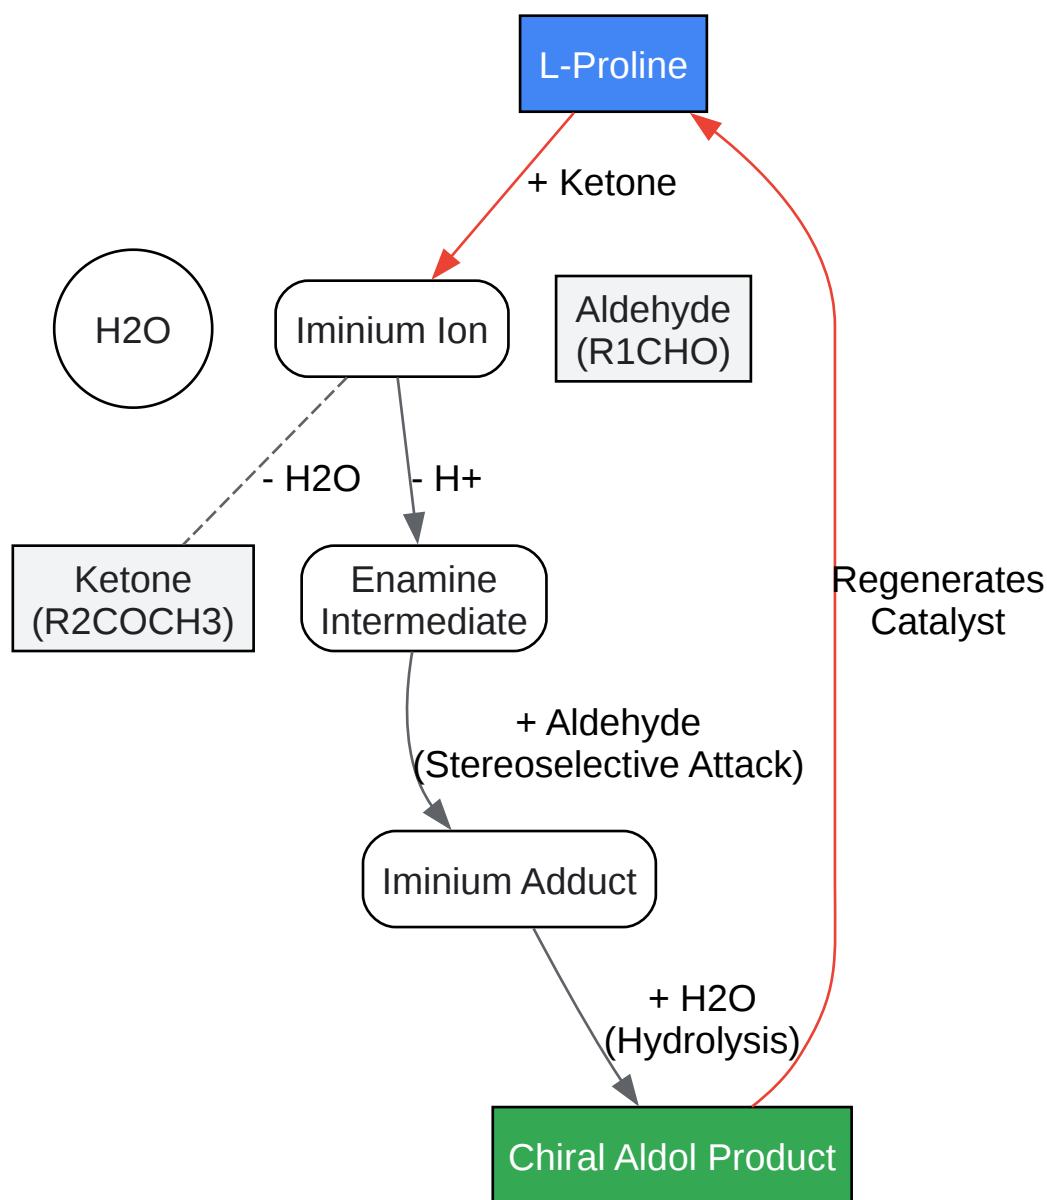 L-Proline
+ Ketone
H2O
Iminium Ion
Aldehyde
(R1CHO)
- H2O
- H+
Ketone
(R2COCH3)
Enamine
Intermediate
Regenerates
Catalyst
+ Aldehyde
(Stereoselective Attack)
Iminium Adduct
+ H2O
(Hydrolysis)
Chiral Aldol Product